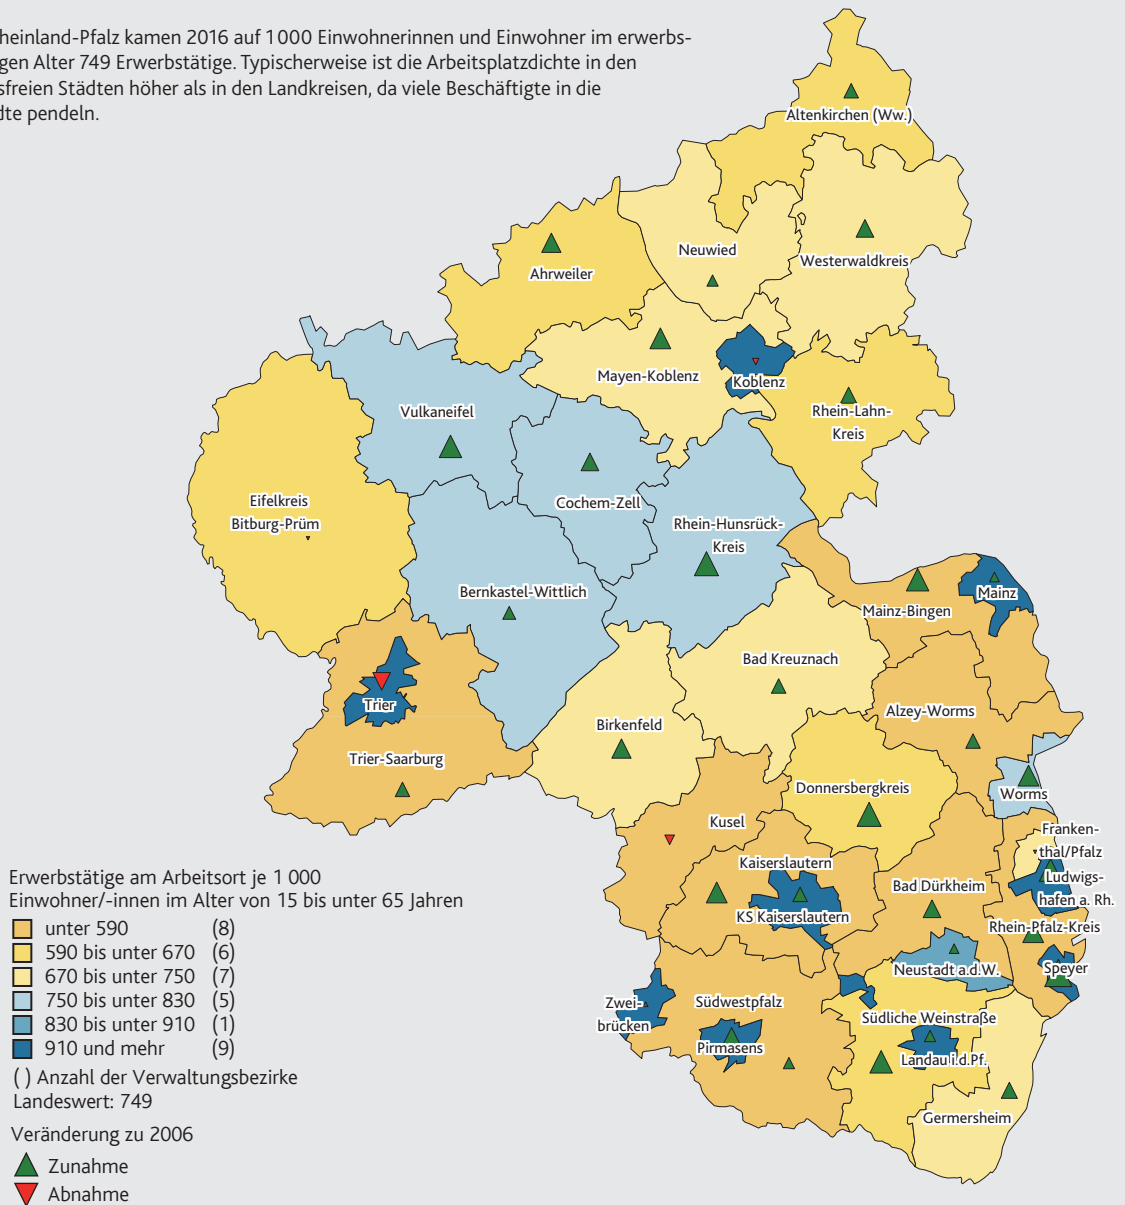 heinland-Pfalz kamen 2016 auf 1000 Einwohnerinnen und Einwohner im erwerbs-
gen Alter 749 Erwerbstätige. Typischerweise ist die Arbeitsplatzdichte in den
sfreien Städten höher als in den Landkreisen, da viele Beschäftigte in die
dte pendeln.
Altenkirchen (Ww.)
Neuwied
Westerwaldkreis
Ahrweiler
Mayen-Koblenz
Koblenz
Rhein-Lahn-
Kreis
Vulkaneifel
Cochem-Zell
Eifelkreis
Bitburg-Prüm
Rhein-Hunsrück-
Kreis
Bernkastel-Wittlich
Mainz
Mainz-Bingen
Bad Kreuznach
Trier
Alzey-Worms
Birkenfeld
Trier-Saarburg
Donnersbergkreis
Worms
Kusel
Franken-
thal/Pfalz
Kaiserslautern
Ludwigs-
hafen a. Rh.
Bad Dürkheim
KS Kaiserslautern
Rhein-Pfalz-Kreis
Neustadt a.d.W.
Speyer
Zwei-
brücken
Südwestpfalz
Südliche Weinstraße
Pirmasens
Landau i.d.Pf.
Germersheim
Erwerbstätige am Arbeitsort je 1 000
Einwohner/-innen im Alter von 15 bis unter 65 Jahren
unter 590 (8)
590 bis unter 670 (6)
670 bis unter 750 (7)
750 bis unter 830 (5)
830 bis unter 910 (1)
910 und mehr (9)
( ) Anzahl der Verwaltungsbezirke
Landeswert: 749
Veränderung zu 2006
Zunahme
Abnahme